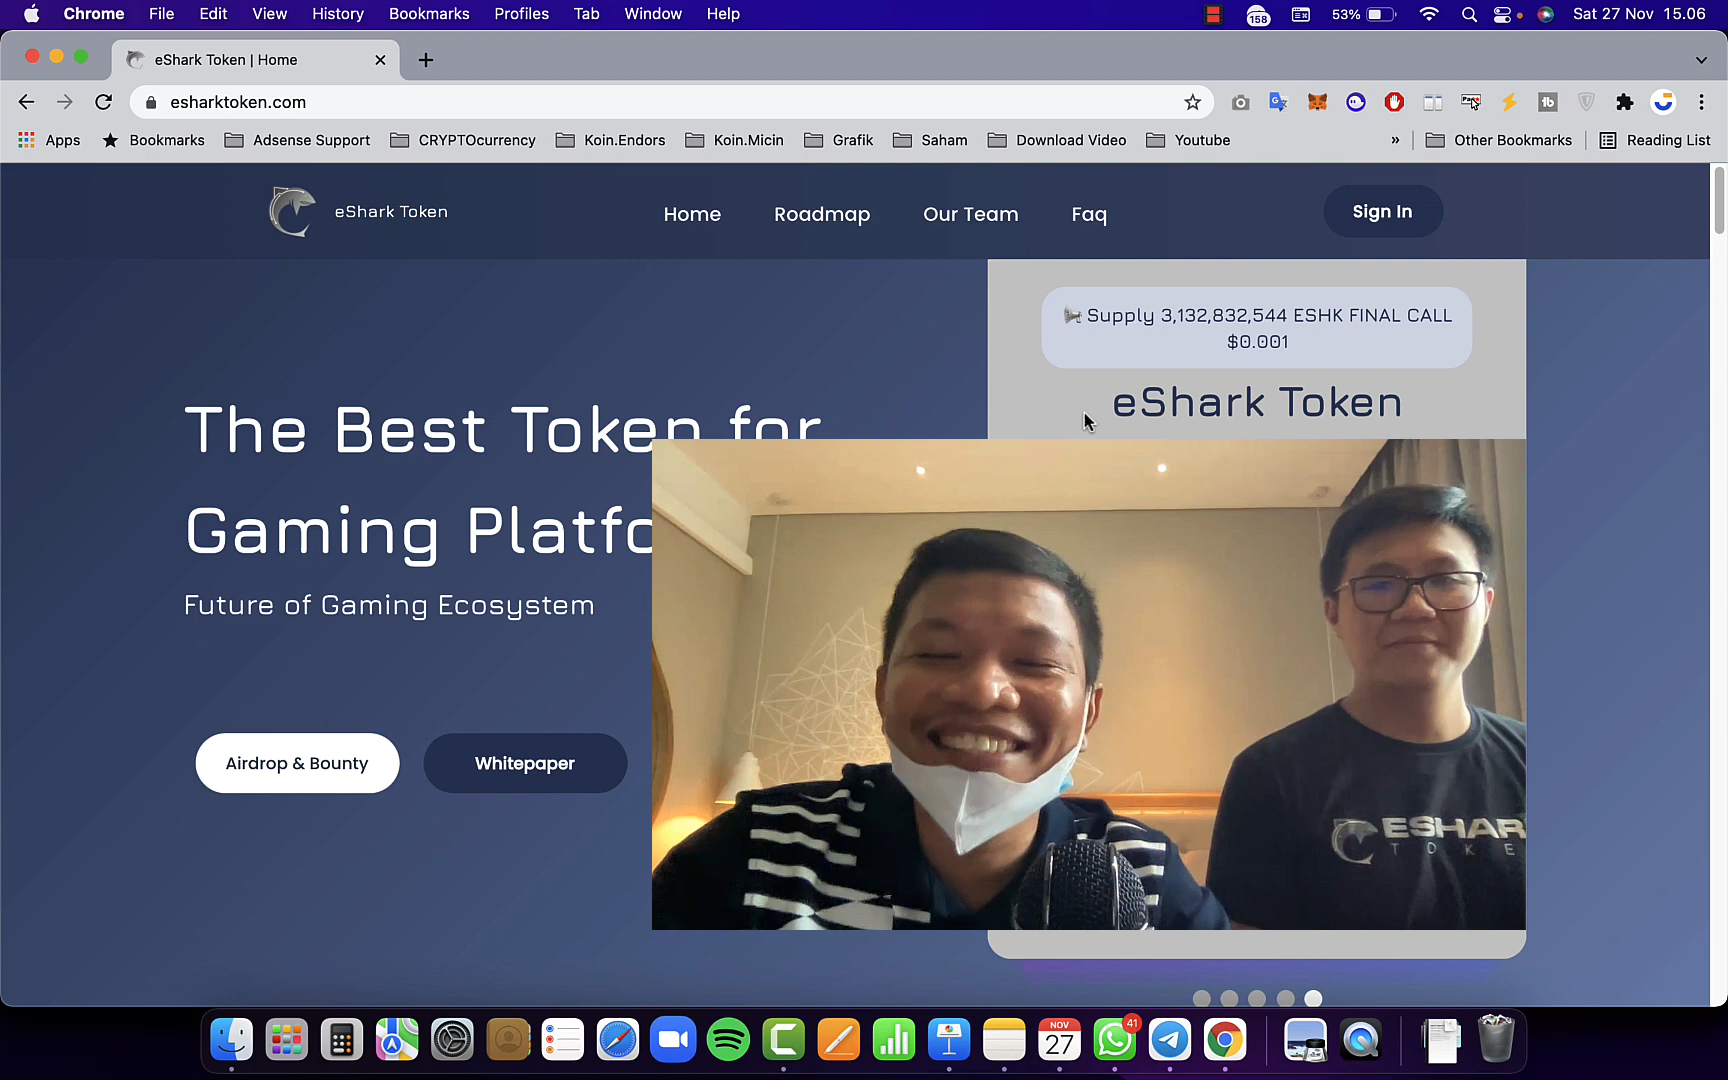 Chrome File Edit View History Bookmarks Profiles Tab Window Help
158
53%
Sat 27 Nov 15.06
eShark Token | Home
esharktoken.com
Apps Bookmarks Adsense Support CRYPTOcurrency Koin.Endors Koin.Micin Grafik Saham Download Video Youtube » Other Bookmarks Reading List
eShark Token
Home Roadmap Our Team Faq
Sign In
Supply 3,132,832,544 ESHK FINAL CALL
$0.001
eShark Token
The Best Token for
Gaming Platfo
Future of Gaming Ecosystem
Airdrop & Bounty
Whitepaper
ESHAR
TOKE
NOV
27
41